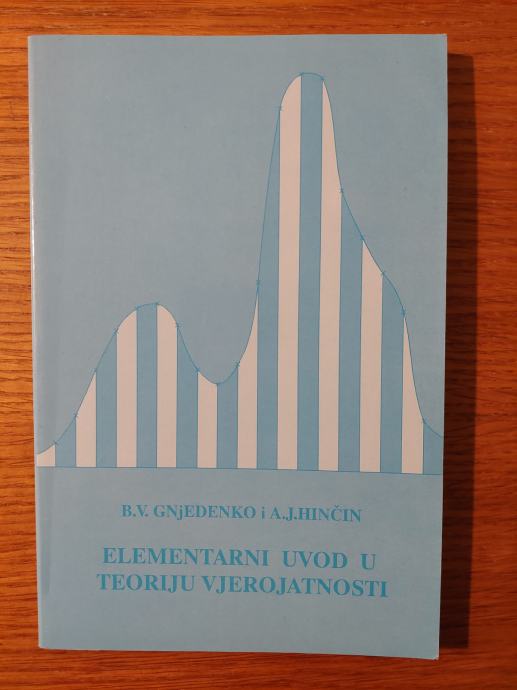 B.V. GNjEDENKO i A.J.HINČIN
ELEMENTARNI UVOD U
TEORIJU VJEROJATNOSTI